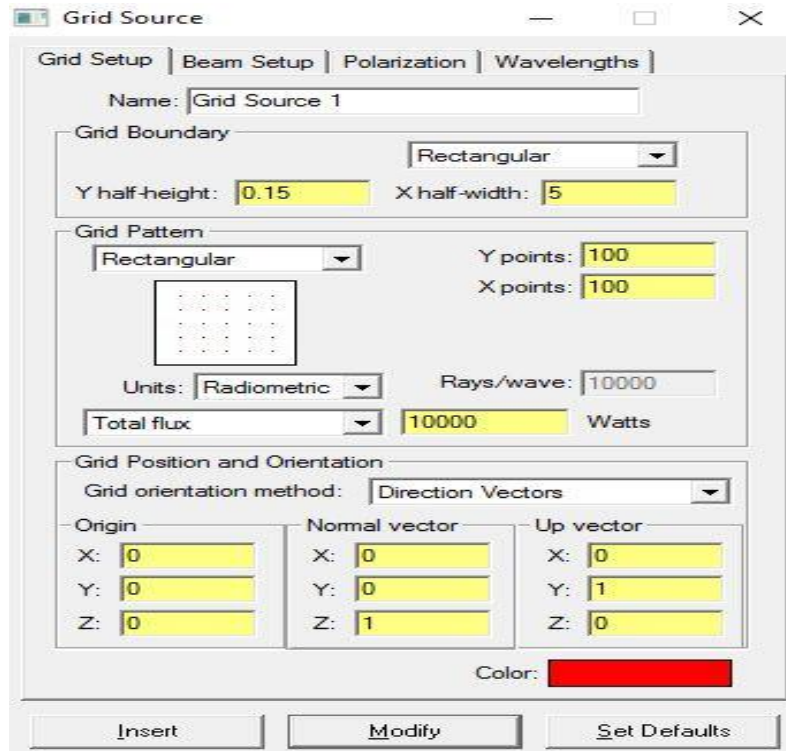 Grid Source
Grid Setup Beam Setup Polarization Wavelengths
Name: Grid Source 1
Grid Boundary
Rectangular
Y half-height: 0.15 X half-width: 5
Grid Pattern
Rectangular Y points: 100
X points: 100
Units: Radiometric Rays/wave: 10000
Total flux 10000 Watts
Grid Position and Orientation
Grid orientation method: Direction Vectors
Origin Normal vector Up vector
X: 0 X: 0 X: 0
Y: 0 Y: 0 Y: 1
Z: 0 Z: 1 Z: 0
Color:
Insert Modify Set Defaults